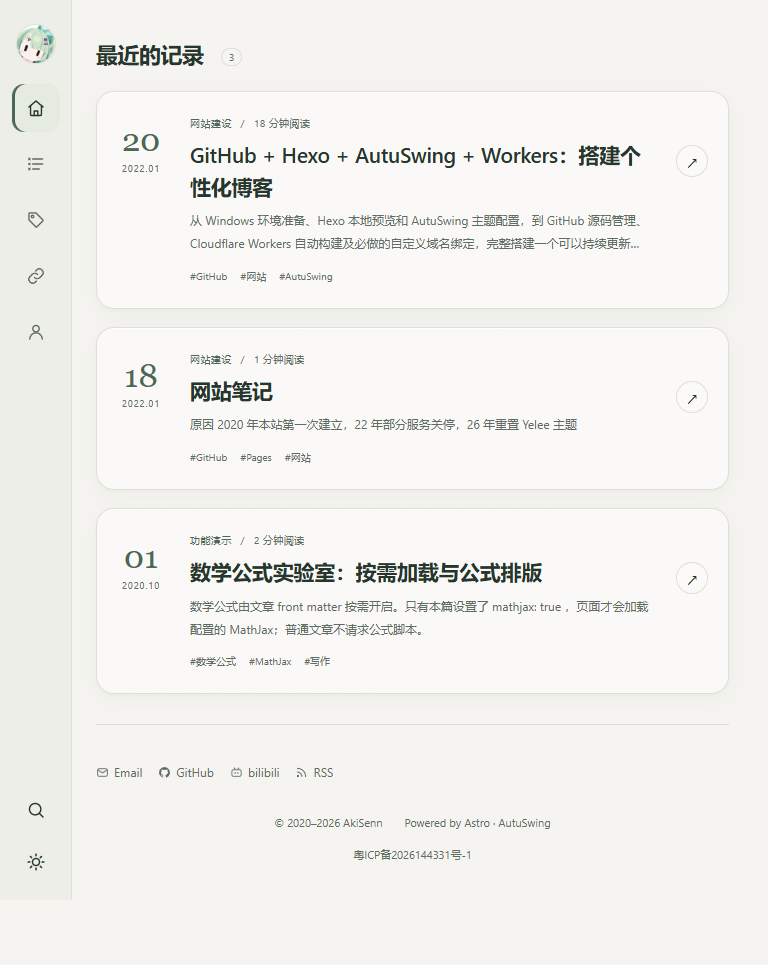 最近的记录 3
网站建设 / 18 分钟阅读
20
2022.01
GitHub + Hexo + AutuSwing + Workers：搭建个
性化博客
从 Windows 环境准备、Hexo 本地预览和 AutuSwing 主题配置，到 GitHub 源码管理、
Cloudflare Workers 自动构建及必做的自定义域名绑定，完整搭建一个可以持续更新...
#GitHub #网站 #AutuSwing
网站建设 / 1 分钟阅读
18
2022.01
网站笔记
原因 2020 年本站第一次建立，22 年部分服务关停，26 年重置 Yelee 主题
#GitHub #Pages #网站
功能演示 / 2 分钟阅读
01
2020.10
数学公式实验室：按需加载与公式排版
数学公式由文章 front matter 按需开启。只有本篇设置了 mathjax: true ，页面才会加载
配置的 MathJax；普通文章不请求公式脚本。
#数学公式 #MathJax #写作
Email GitHub bilibili RSS
© 2020–2026 AkiSenn Powered by Astro · AutuSwing
粤ICP备2026144331号-1